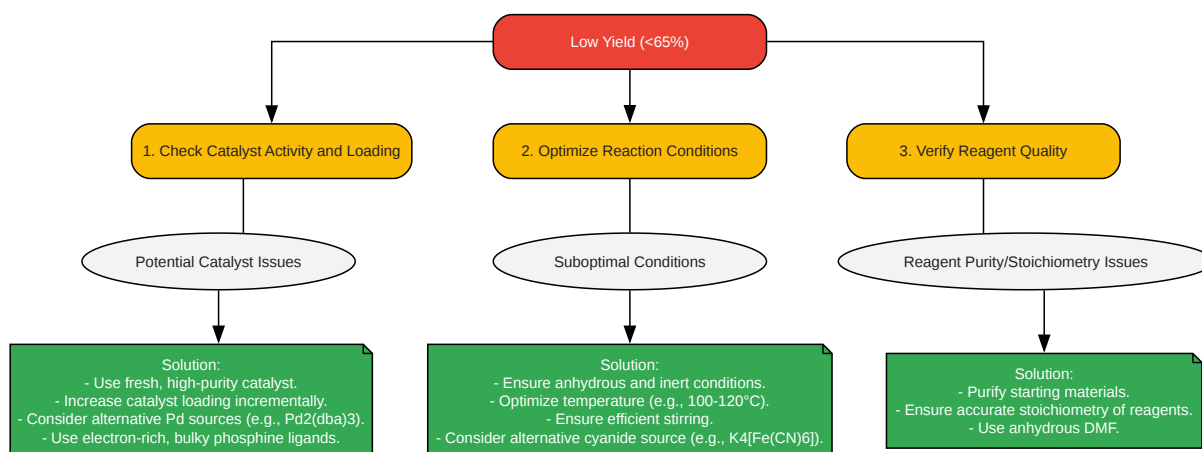 Low Yield (<65%)
1. Check Catalyst Activity and Loading
2. Optimize Reaction Conditions
3. Verify Reagent Quality
Potential Catalyst Issues
Suboptimal Conditions
Reagent Purity/Stoichiometry Issues
Solution:
- Use fresh, high-purity catalyst.
- Increase catalyst loading incrementally.
- Consider alternative Pd sources (e.g., Pd2(dba)3).
- Use electron-rich, bulky phosphine ligands.
Solution:
- Ensure anhydrous and inert conditions.
- Optimize temperature (e.g., 100-120°C).
- Ensure efficient stirring.
- Consider alternative cyanide source (e.g., K4[Fe(CN)6]).
Solution:
- Purify starting materials.
- Ensure accurate stoichiometry of reagents.
- Use anhydrous DMF.